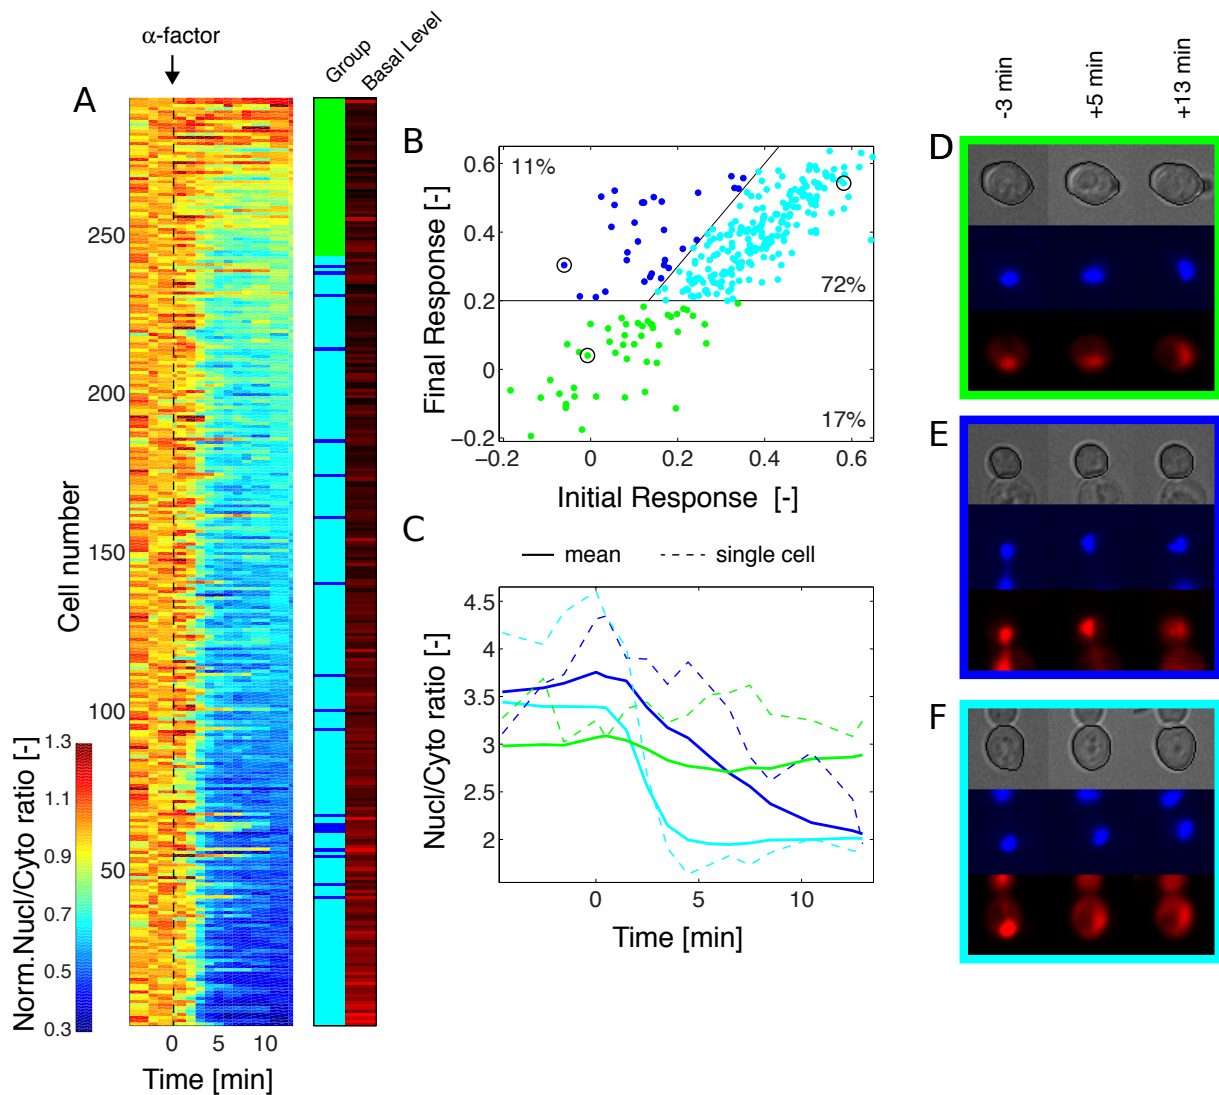 α-factor
A
Group
Basal Level
250
200
150
100
50
Cell number
Norm.Nucl/Cyto ratio [-]
1.3
1.1
0.9
0.7
0.5
0.3
0
5
10
Time [min]
B
11%
72%
17%
0.6
0.4
0.2
0
−0.2
Final Response [-]
−0.2
0
0.2
0.4
0.6
Initial Response [-]
C
mean
single cell
4.5
4
3.5
3
2.5
2
Nucl/Cyto ratio [-]
0
5
10
Time [min]
-3 min
+5 min
+13 min
D
E
F